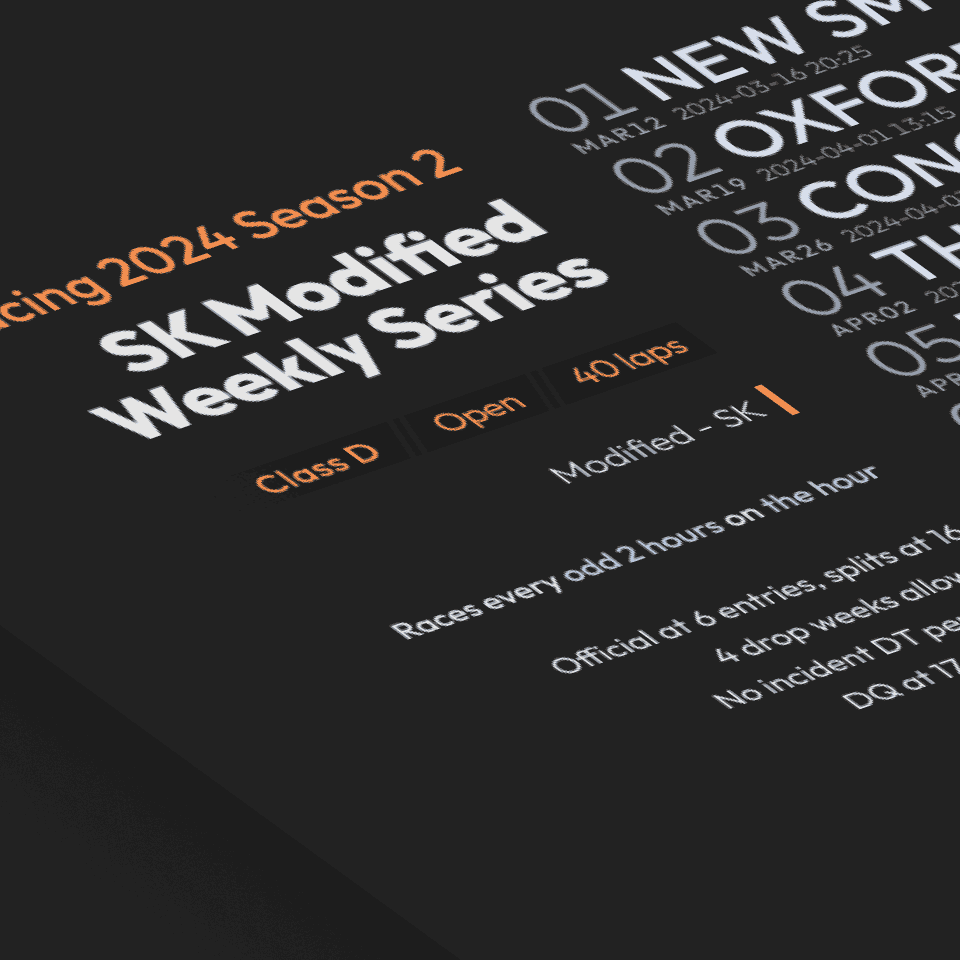 cing 2024 Season 2
SK Modified
Weekly Series
Class D
Open
40 laps
Modified - SK
Races every odd 2 hours on the hour
Official at 6 entries, splits at 16
4 drop weeks allow
No incident DT pe
DQ at 17
01 NEW SM
MAR12 2024-03-16 20:25
02 OXFOR
MAR19 2024-04-01 13:15
03 CON
MAR26 2024-04-0
04 TH
APR02
05
APR